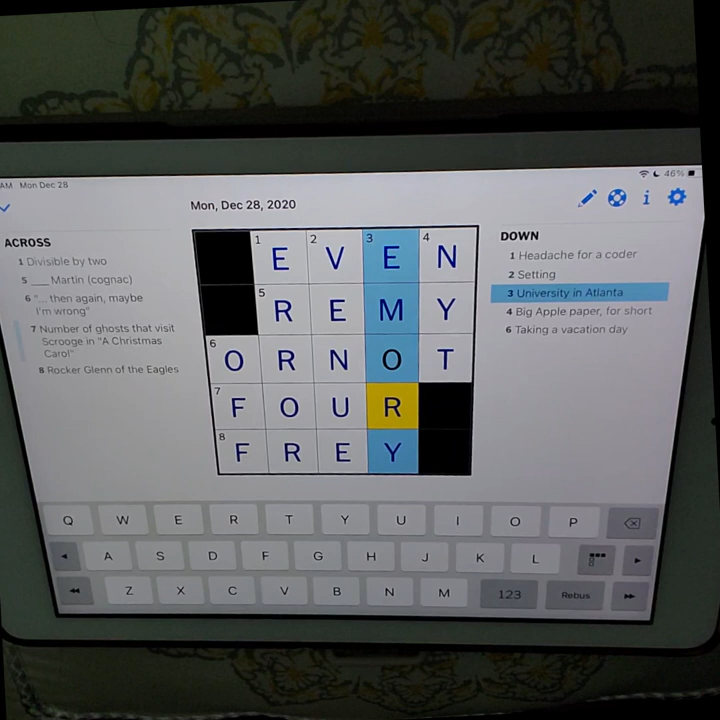 AM Mon Dec 28
46%
Mon, Dec 28, 2020
ACROSS
1 Divisible by two
5 ___ Martin (cognac)
6 "... then again, maybe
I'm wrong"
7 Number of ghosts that visit
Scrooge in "A Christmas
Carol"
8 Rocker Glenn of the Eagles
1 E 2 V 3 E 4 N
5 R E M Y
6 O R N O T
7 F O U R
8 F R E Y
DOWN
1 Headache for a coder
2 Setting
3 University in Atlanta
4 Big Apple paper, for short
6 Taking a vacation day
Q W E R T Y U I O P
A S D F G H J K L
Z X C V B N M 123 Rebus